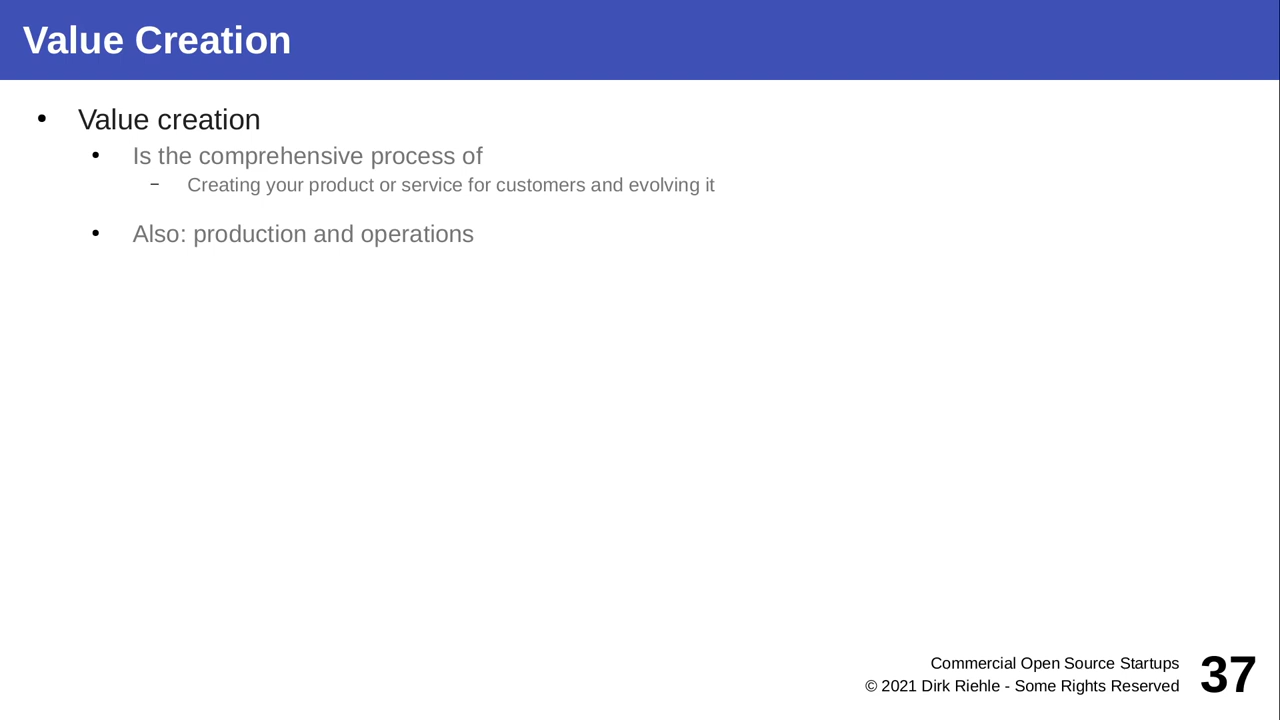 Value Creation
• Value creation
• Is the comprehensive process of
– Creating your product or service for customers and evolving it
• Also: production and operations
Commercial Open Source Startups
© 2021 Dirk Riehle - Some Rights Reserved
37